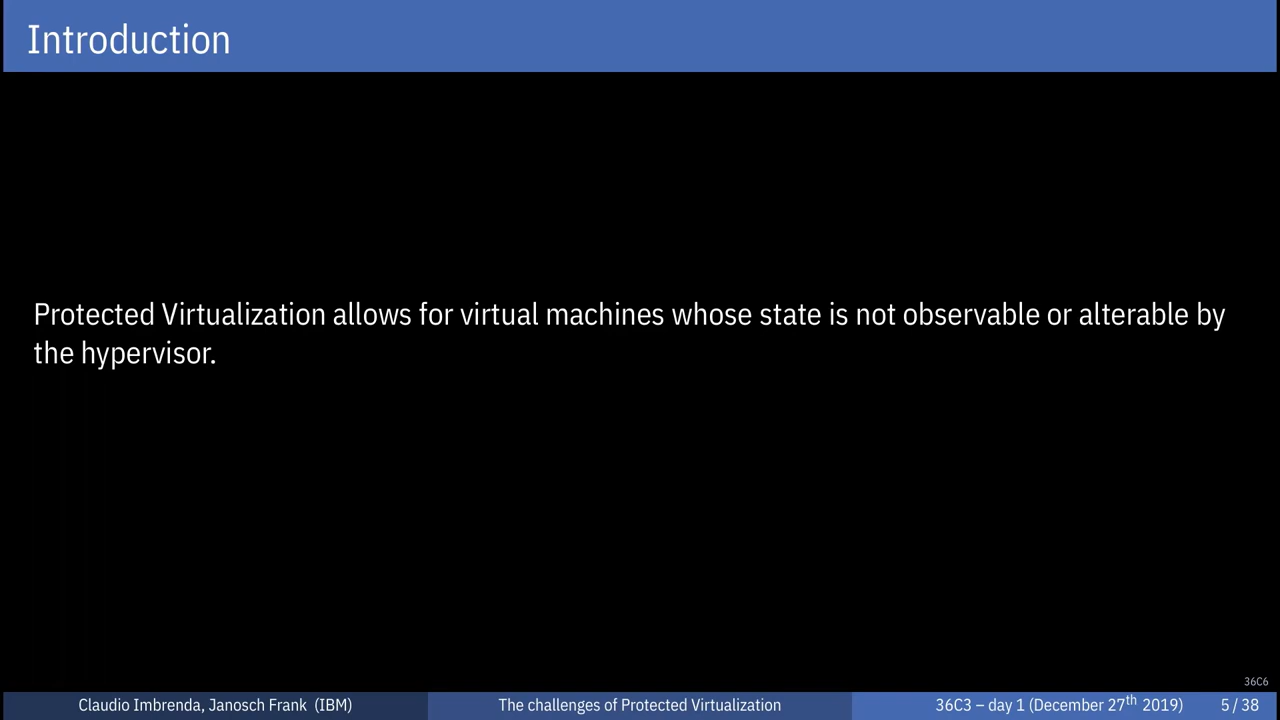 Introduction
Protected Virtualization allows for virtual machines whose state is not observable or alterable by
the hypervisor.
36C6
Claudio Imbrenda, Janosch Frank (IBM)
The challenges of Protected Virtualization
36C3 – day 1 (December 27th 2019)
5 / 38